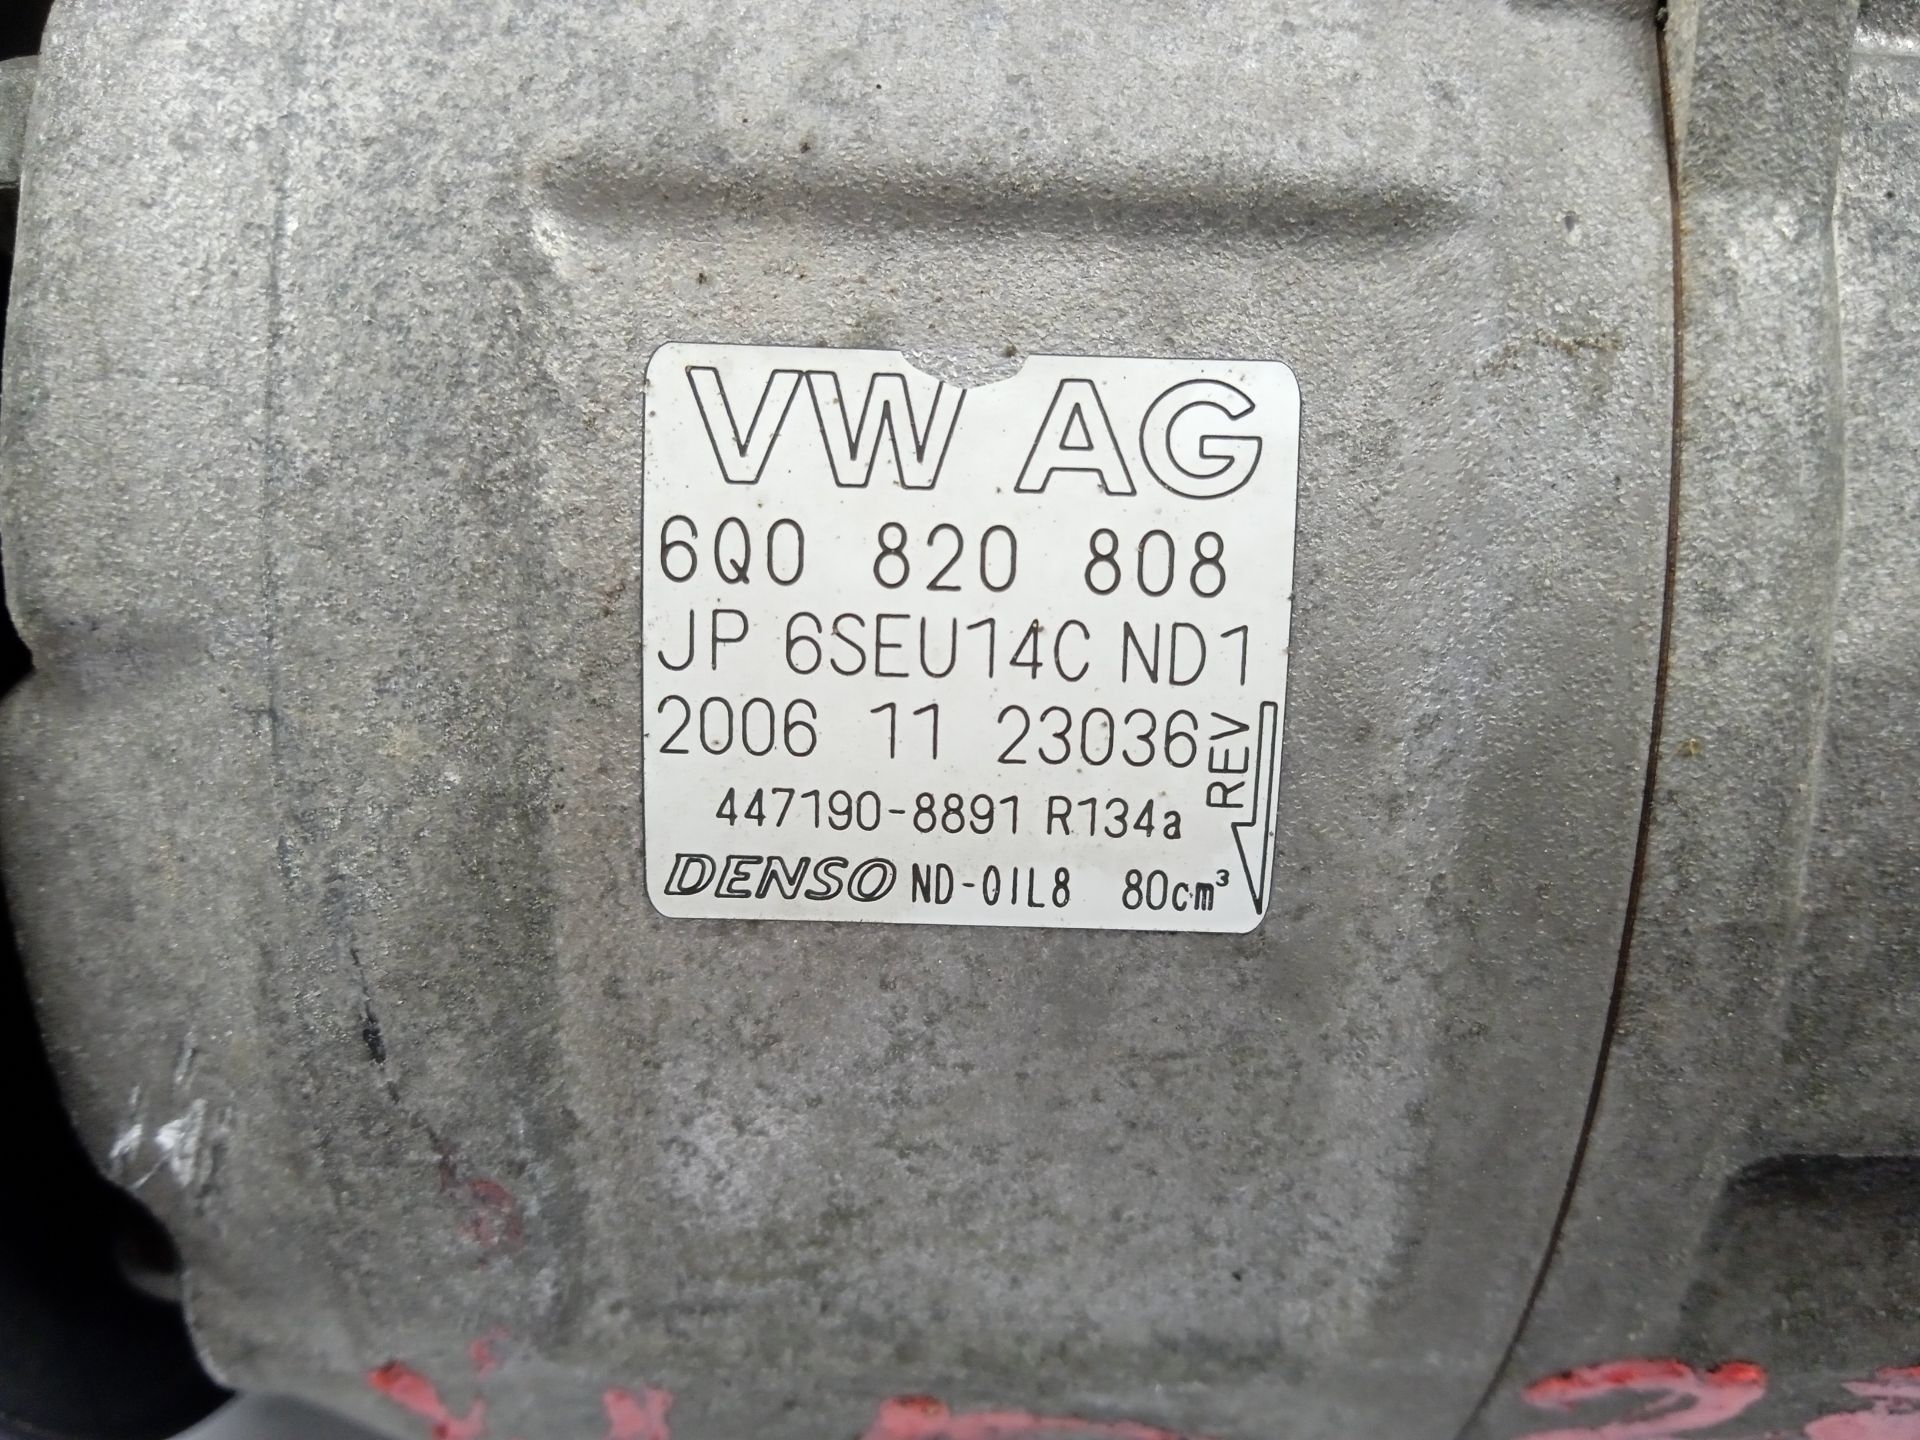 VW AG
6Q0 820 808
JP 6SEU14C ND1
2006 11 23036
REV
447190-8891 R134a
DENSO ND-OIL8 80cm³